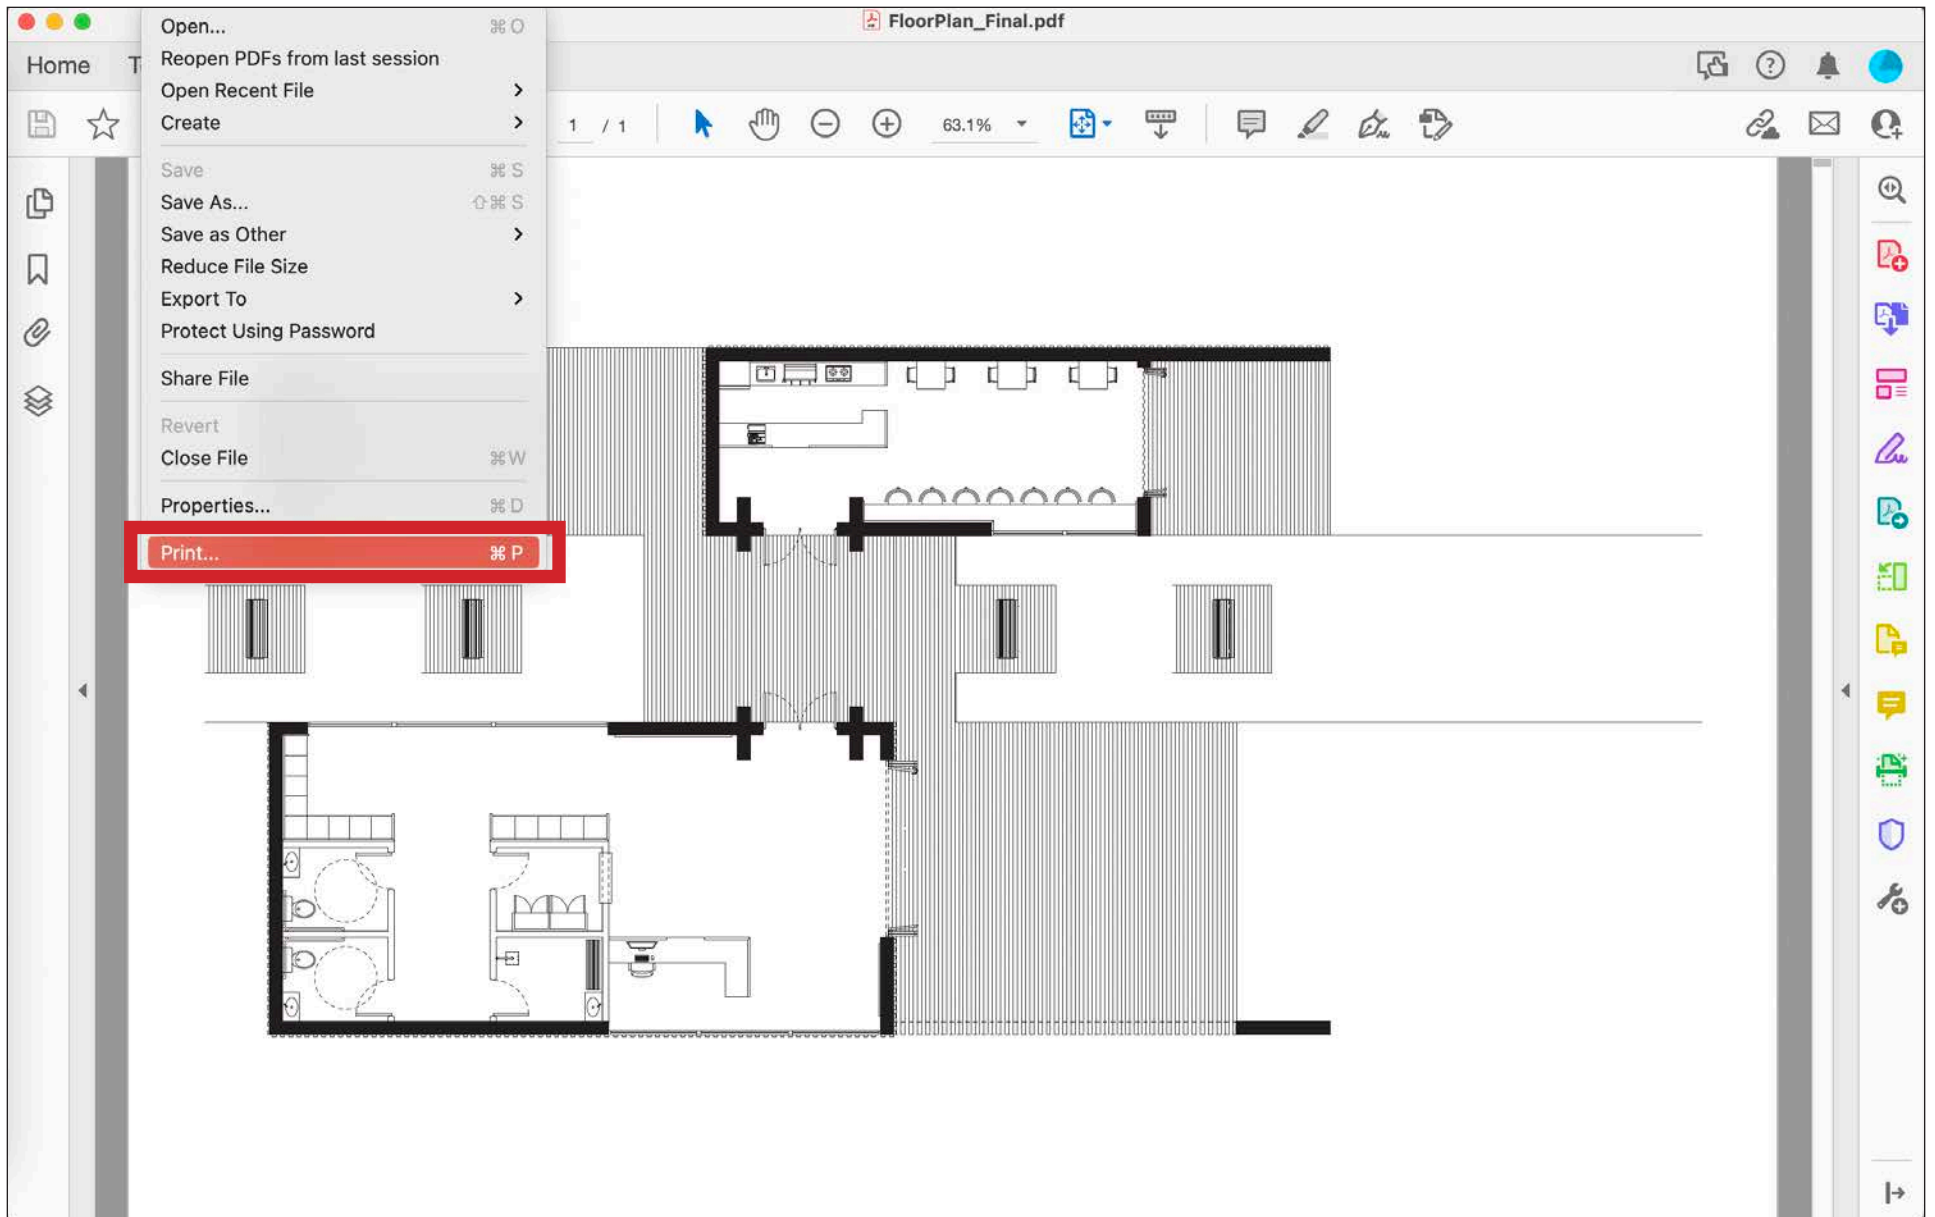 FloorPlan_Final.pdf
Home
Open... ⌘ O
Reopen PDFs from last session
Open Recent File
Create
1 / 1
63.1%
Save ⌘ S
Save As... ⇧ ⌘ S
Save as Other
Reduce File Size
Export To
Protect Using Password
Share File
Revert
Close File ⌘ W
Properties... ⌘ D
Print... ⌘ P